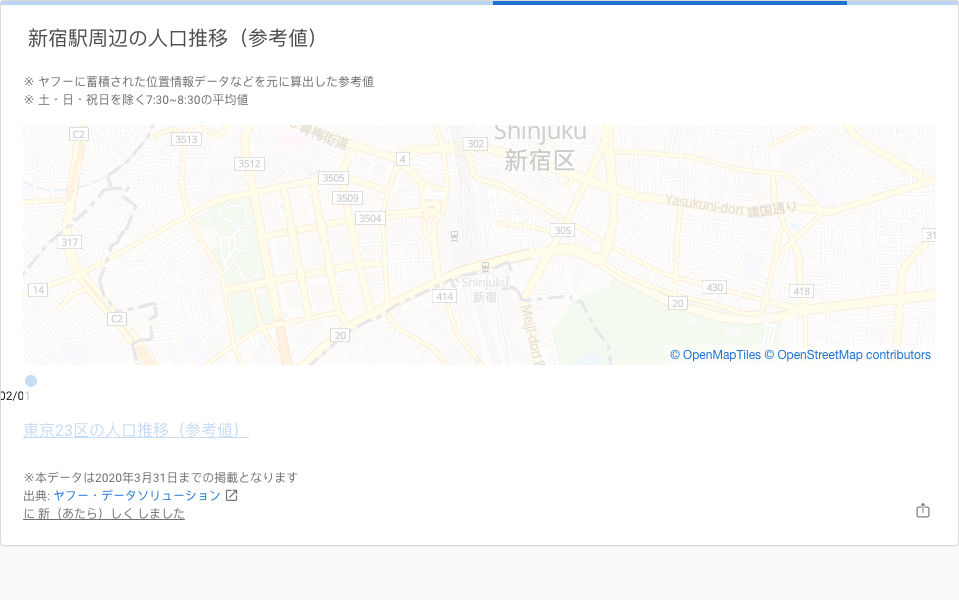 新宿駅周辺の人口推移（参考値）
※ ヤフーに蓄積された位置情報データなどを元に算出した参考値
※ 土・日・祝日を除く7:30~8:30の平均値
C2
3513
青梅街道
302
Shinjuku
新宿区
3512
4
3505
3509
3504
Yasukuni-dori 靖国通り
317
305
31
14
414
Shinjuku
新宿
430
418
20
C2
20
Meiji-dori
© OpenMapTiles © OpenStreetMap contributors
02/01
東京23区の人口推移（参考値）
※本データは2020年3月31日までの掲載となります
出典: ヤフー・データソリューション
に 新（あたら）しく しました